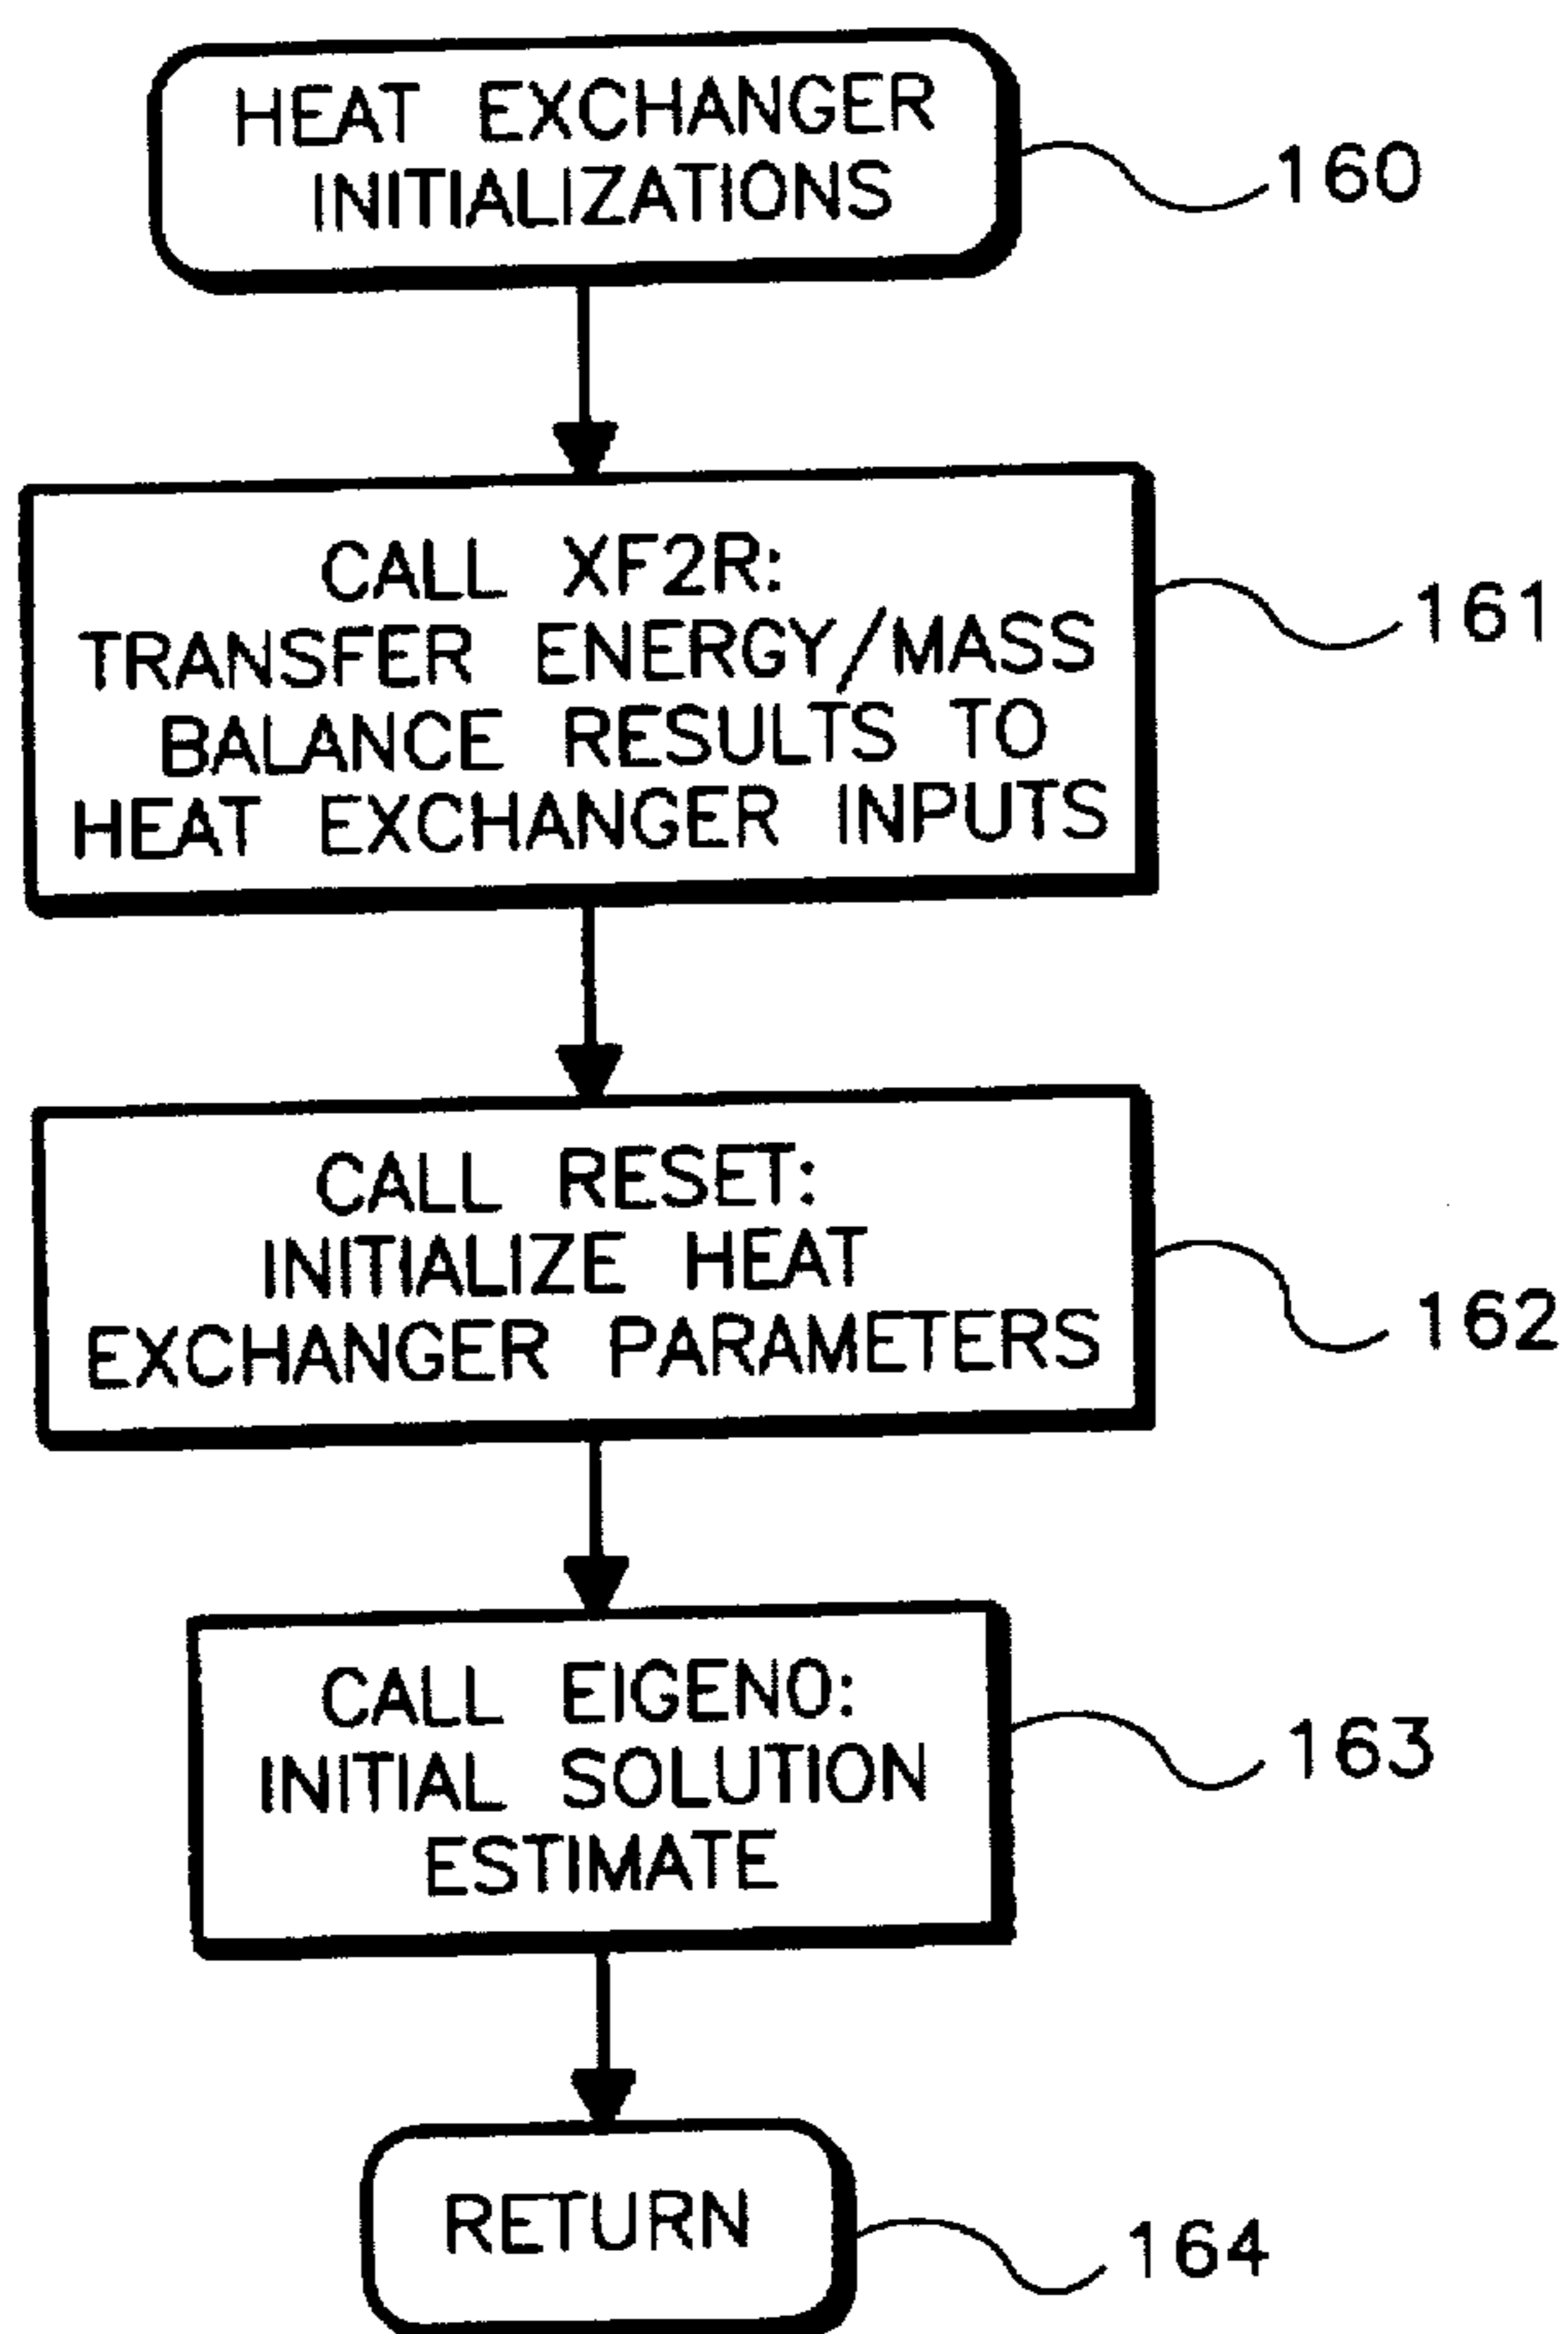 HEAT EXCHANGER
INITIALIZATIONS
160
CALL XF2R:
TRANSFER ENERGY/MASS
BALANCE RESULTS TO
HEAT EXCHANGER INPUTS
161
CALL RESET:
INITIALIZE HEAT
EXCHANGER PARAMETERS
162
CALL EIGEN0:
INITIAL SOLUTION
ESTIMATE
163
RETURN
164